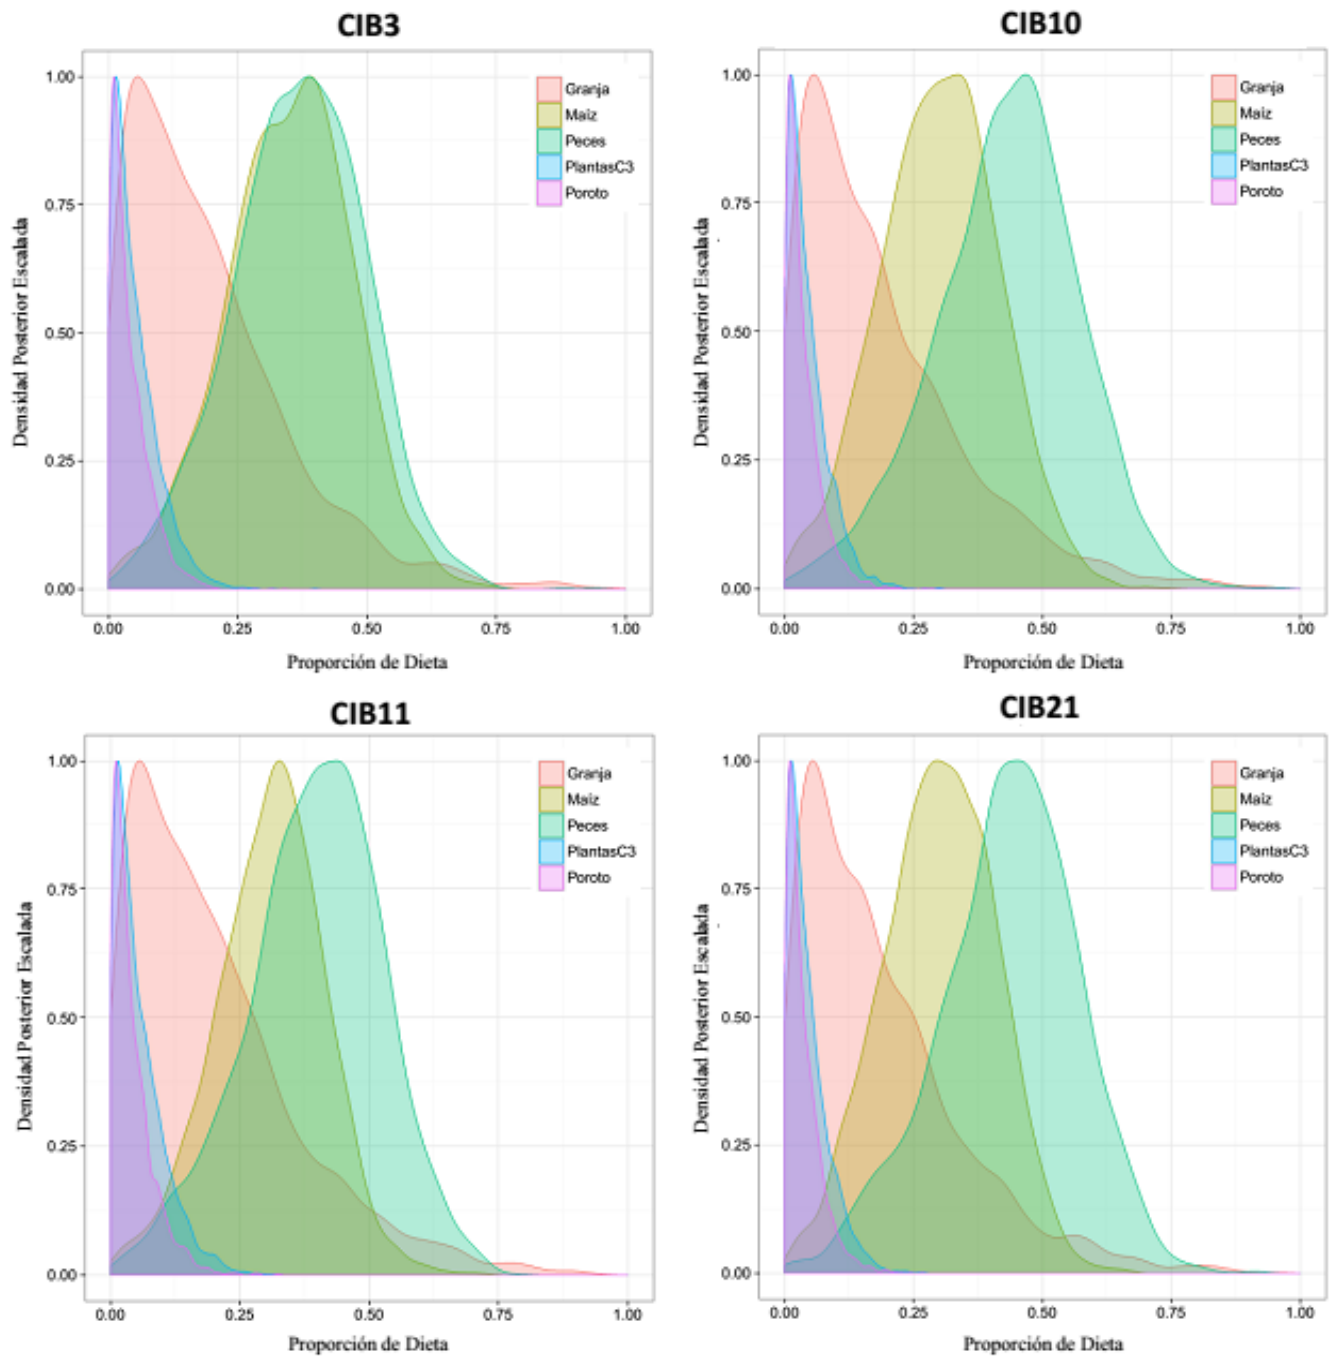 CIB3
1.00
0.75
0.50
0.25
0.00
Densidad Posterior Escalada
Granja
Maiz
Peces
PlantasC3
Poroto
0.00 0.25 0.50 0.75 1.00
Proporción de Dieta
CIB10
1.00
0.75
0.50
0.25
0.00
Densidad Posterior Escalada
Granja
Maiz
Peces
PlantasC3
Poroto
0.00 0.25 0.50 0.75 1.00
Proporción de Dieta
CIB11
1.00
0.75
0.50
0.25
0.00
Densidad Posterior Escalada
Granja
Maiz
Peces
PlantasC3
Poroto
0.00 0.25 0.50 0.75 1.00
Proporción de Dieta
CIB21
1.00
0.75
0.50
0.25
0.00
Densidad Posterior Escalada
Granja
Maiz
Peces
PlantasC3
Poroto
0.00 0.25 0.50 0.75 1.00
Proporción de Dieta